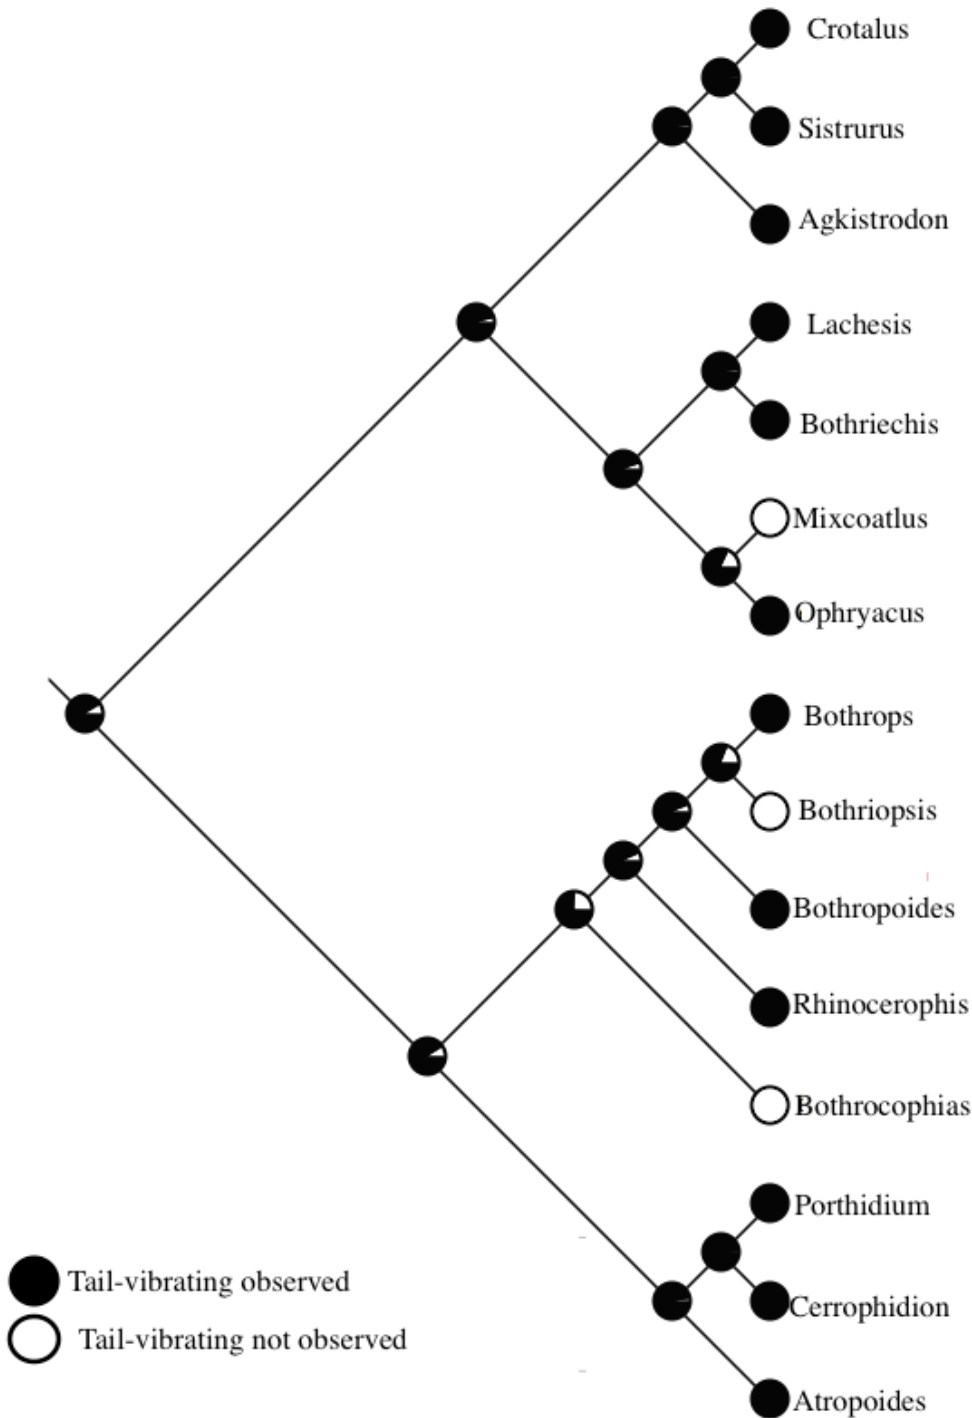 Crotalus
Sistrurus
Agkistrodon
Lachesis
Bothriechis
Mixcoatlus
Ophryacus
Bothrops
Bothriopsis
Bothropoides
Rhinocerophis
Bothrocophias
Porthidium
Cerrophidion
Atropoides
Tail-vibrating observed
Tail-vibrating not observed